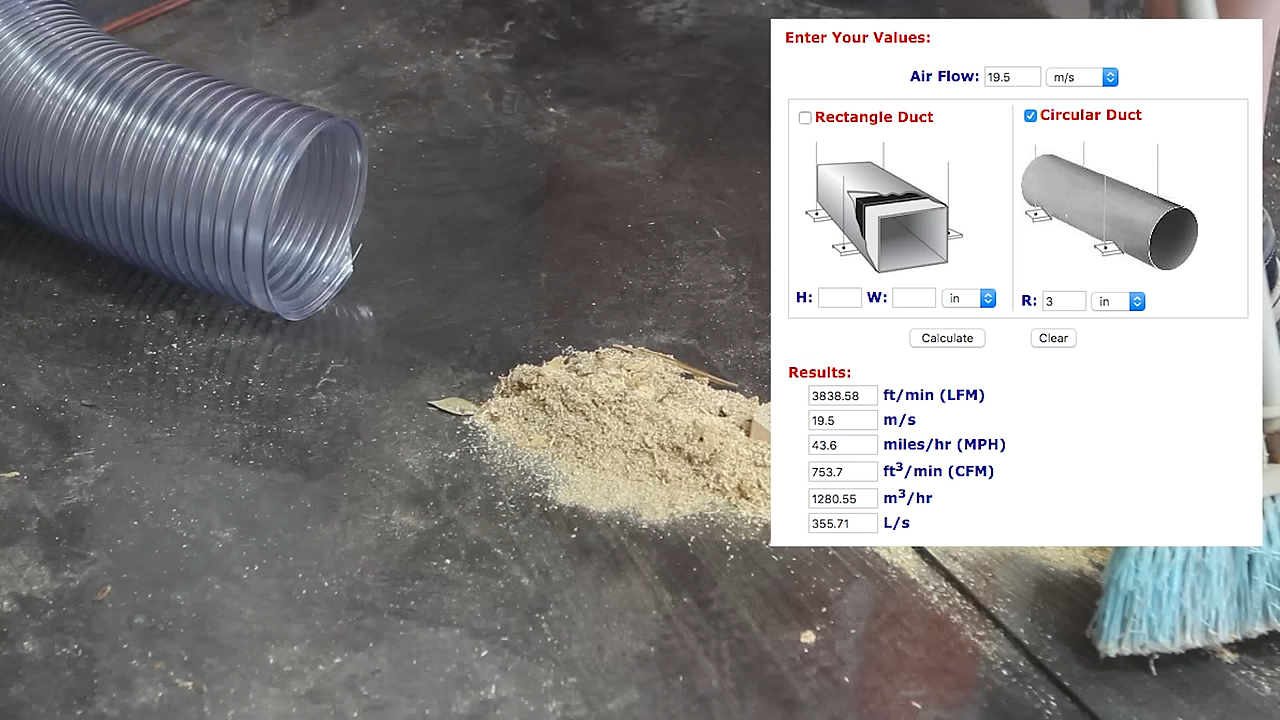 Enter Your Values:
Air Flow: 19.5 m/s
Rectangle Duct
Circular Duct
H: W: in
R: 3 in
Calculate Clear
Results:
3838.58 ft/min (LFM)
19.5 m/s
43.6 miles/hr (MPH)
753.7 ft³/min (CFM)
1280.55 m³/hr
355.71 L/s